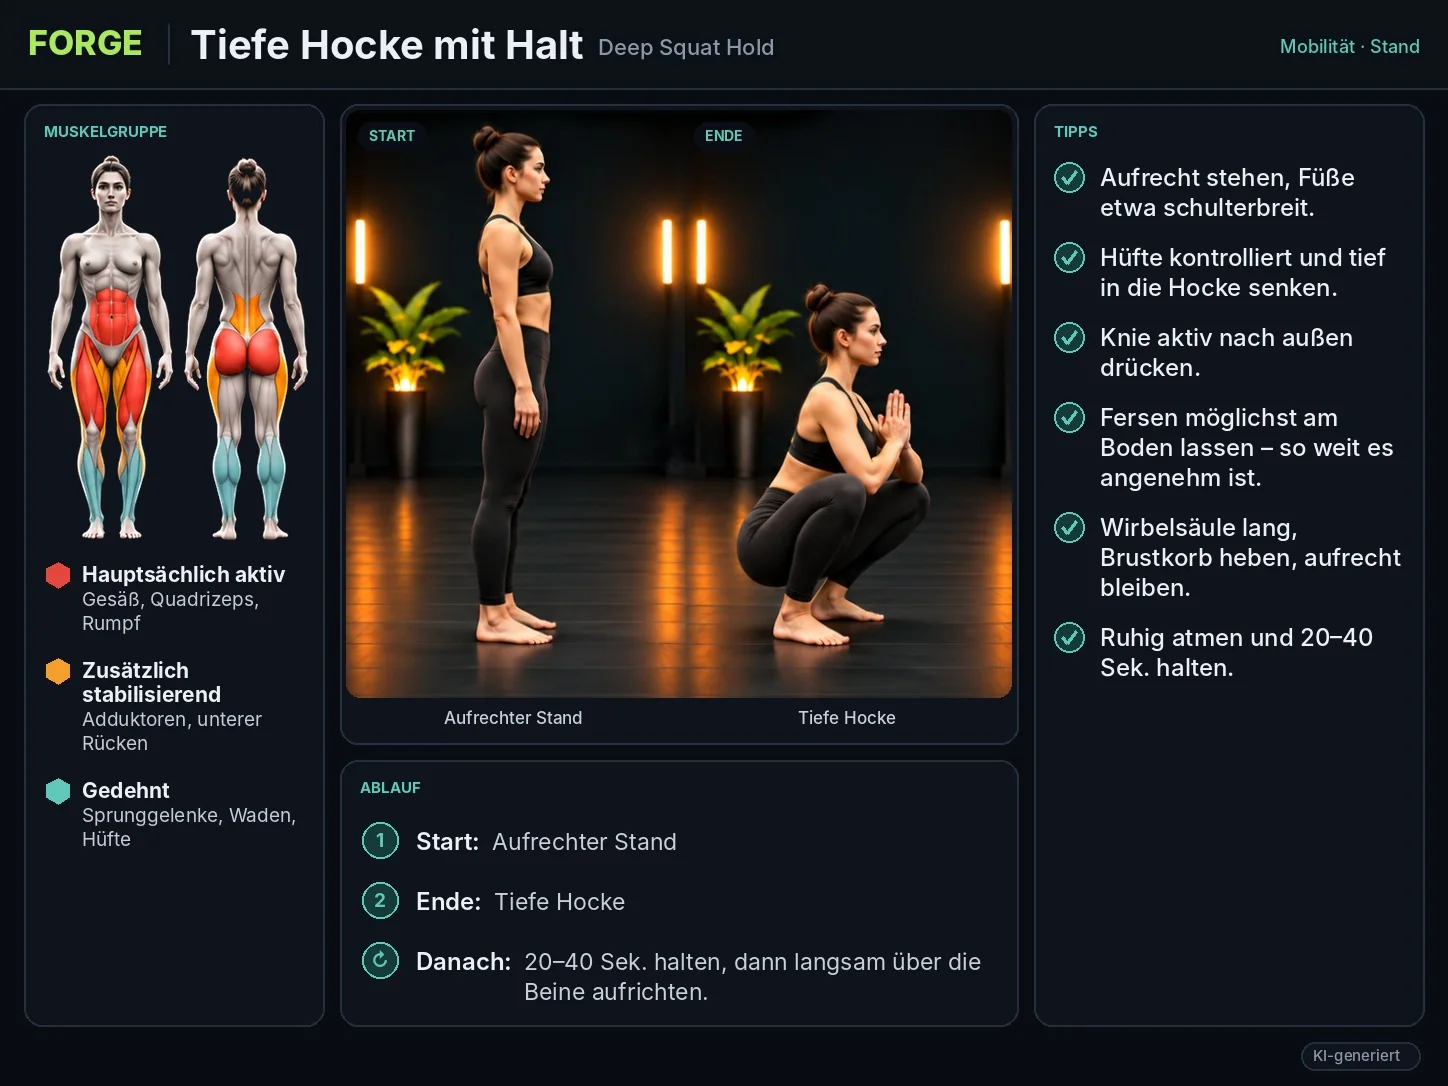 FORGE
Tiefe Hocke mit Halt Deep Squat Hold
Mobilität · Stand
MUSKELGRUPPE
Hauptsächlich aktiv
Gesäß, Quadrizeps,
Rumpf
Zusätzlich
stabilisierend
Adduktoren, unterer
Rücken
Gedehnt
Sprunggelenke, Waden,
Hüfte
START
ENDE
Aufrechter Stand
Tiefe Hocke
ABLAUF
1 Start: Aufrechter Stand
2 Ende: Tiefe Hocke
Danach: 20–40 Sek. halten, dann langsam über die
Beine aufrichten.
TIPPS
Aufrecht stehen, Füße
etwa schulterbreit.
Hüfte kontrolliert und tief
in die Hocke senken.
Knie aktiv nach außen
drücken.
Fersen möglichst am
Boden lassen – so weit es
angenehm ist.
Wirbelsäule lang,
Brustkorb heben, aufrecht
bleiben.
Ruhig atmen und 20–40
Sek. halten.
KI-generiert